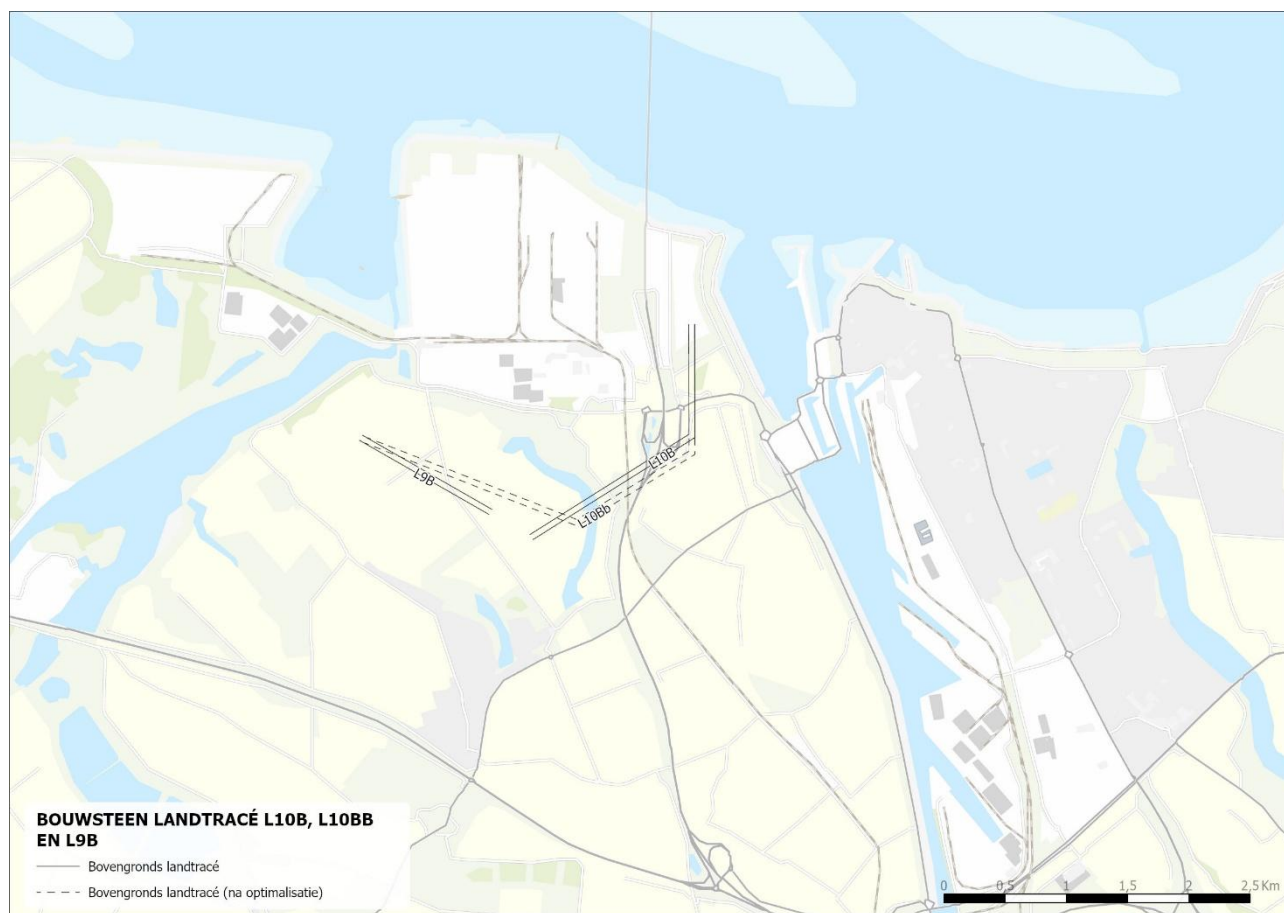 L10B
L9B
L10Bb
BOUWSTEEN LANDTRACÉ L10B, L10BB
EN L9B
Bovengronds landtracé
Bovengronds landtracé (na optimalisatie)
0 0,5 1 1,5 2 2,5 Km